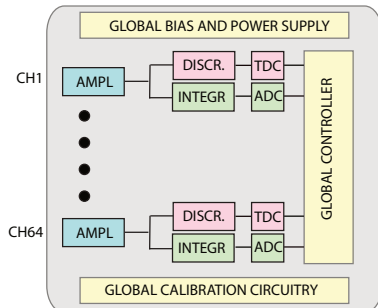 GLOBAL BIAS AND POWER SUPPLY
CH1
AMPL
DISCR.
TDC
INTEGR
ADC
GLOBAL CONTROLLER
CH64
AMPL
DISCR.
TDC
INTEGR
ADC
GLOBAL CALIBRATION CIRCUITRY